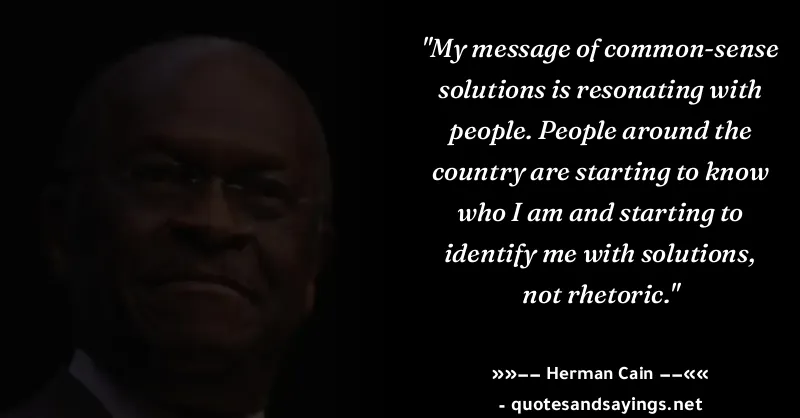 "My message of common-sense
solutions is resonating with
people. People around the
country are starting to know
who I am and starting to
identify me with solutions,
not rhetoric."
»»−− Herman Cain −−««
- quotesandsayings.net